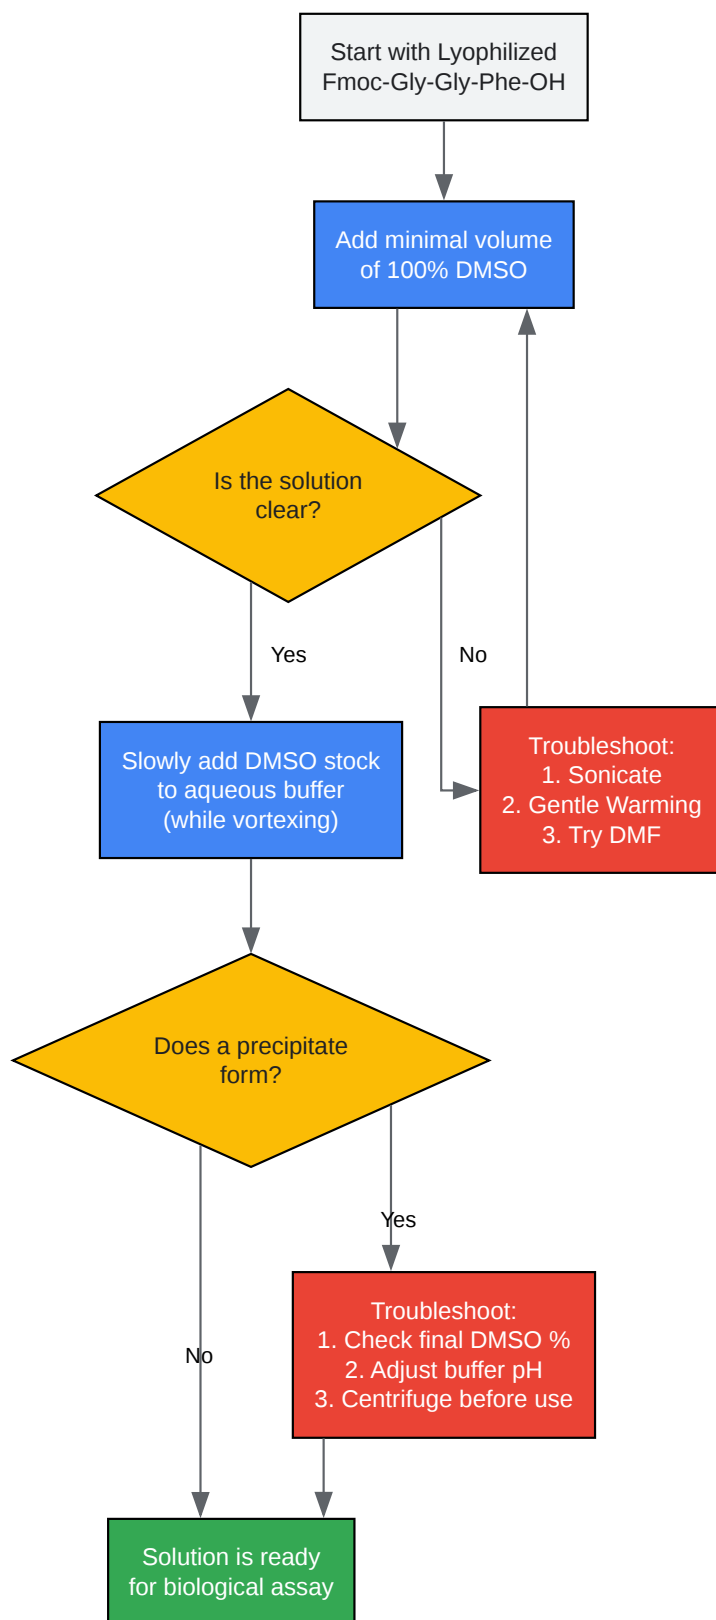 Start with Lyophilized
Fmoc-Gly-Gly-Phe-OH
Add minimal volume
of 100% DMSO
Is the solution
clear?
Yes
No
Slowly add DMSO stock
to aqueous buffer
(while vortexing)
Troubleshoot:
1. Sonicate
2. Gentle Warming
3. Try DMF
Does a precipitate
form?
Yes
No
Troubleshoot:
1. Check final DMSO %
2. Adjust buffer pH
3. Centrifuge before use
Solution is ready
for biological assay